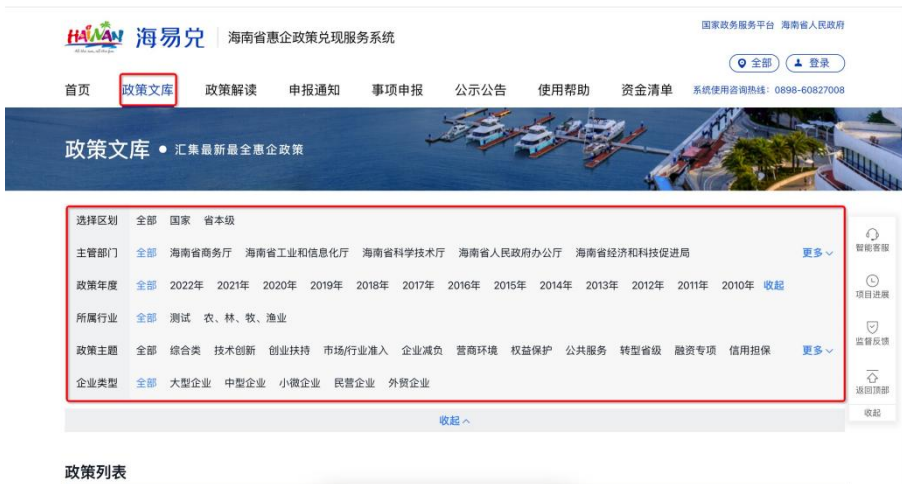 国家政务服务平台 海南省人民政府
HAINAN 海易兑 海南省惠企政策兑现服务系统
全部 登录
首页 政策文库 政策解读 申报通知 事项申报 公示公告 使用帮助 资金清单 系统使用咨询热线：0898-60827008
政策文库 ● 汇集最新最全惠企政策
选择区划 全部 国家 省本级
主管部门 全部 海南省商务厅 海南省工业和信息化厅 海南省科学技术厅 海南省人民政府办公厅 海南省经济和科技促进局 更多
政策年度 全部 2022年 2021年 2020年 2019年 2018年 2017年 2016年 2015年 2014年 2013年 2012年 2011年 2010年 收起
所属行业 全部 测试 农、林、牧、渔业
政策主题 全部 综合类 技术创新 创业扶持 市场/行业准入 企业减负 营商环境 权益保护 公共服务 转型省级 融资专项 信用担保 更多
企业类型 全部 大型企业 中型企业 小微企业 民营企业 外贸企业
收起
智能客服
项目进展
监督反馈
返回顶部
收起
政策列表